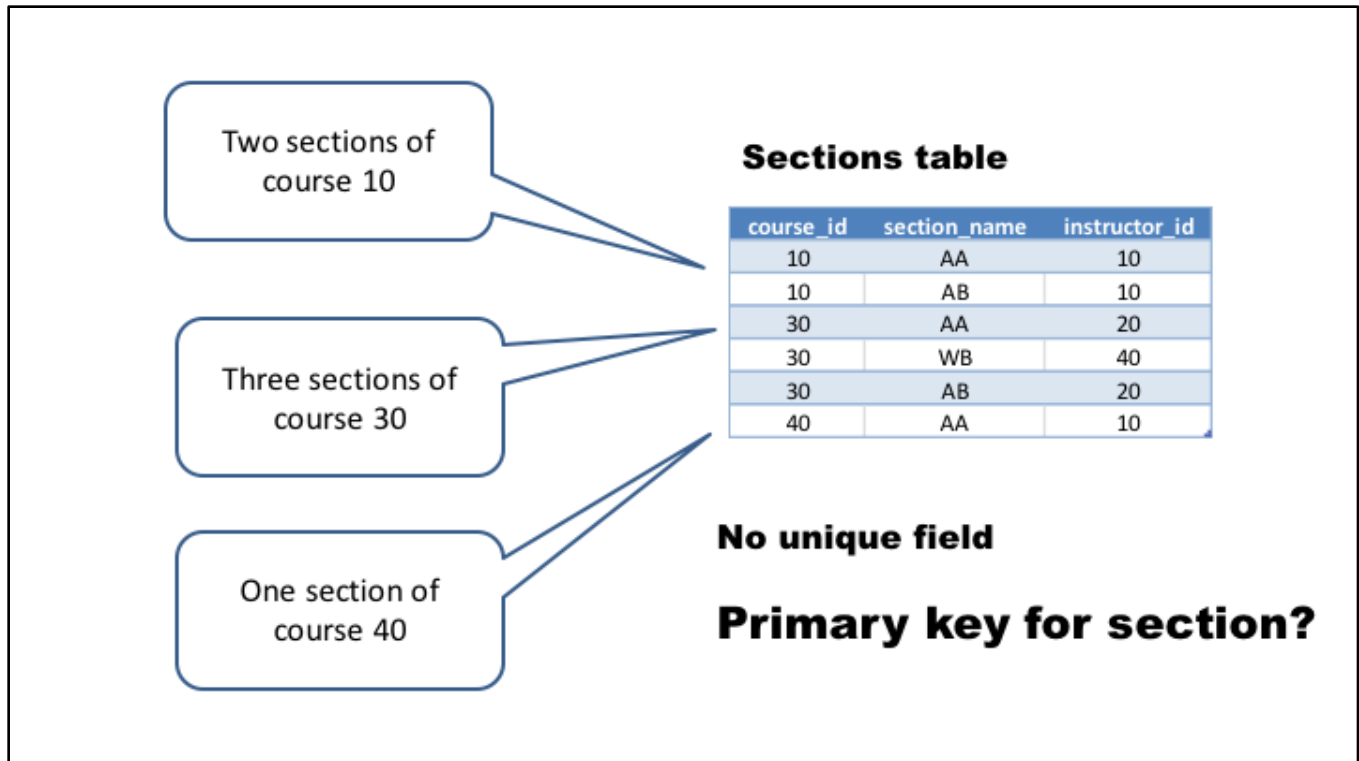 Two sections of
course 10
Three sections of
course 30
One section of
course 40
Sections table
course_id section_name instructor_id
10 AA 10
10 AB 10
30 AA 20
30 WB 40
30 AB 20
40 AA 10
No unique field
Primary key for section?